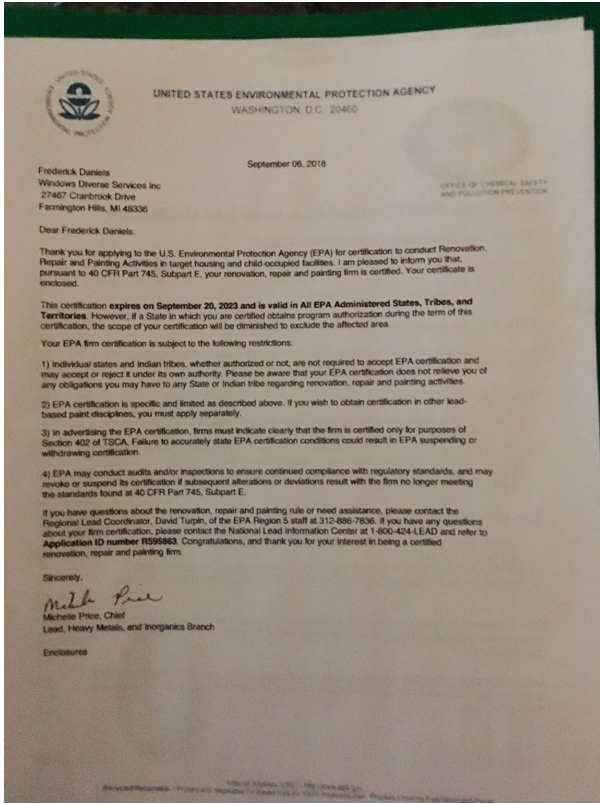 UNITED STATES ENVIRONMENTAL PROTECTION AGENCY
WASHINGTON, D.C. 20460
UNITED STATES
ENVIRONMENTAL PROTECTION AGENCY
September 06, 2018
OFFICE OF CHEMICAL SAFETY
AND POLLUTION PREVENTION
Frederick Daniels
Windows Diverse Services Inc
27467 Cranbrook Drive
Farmington Hills, MI 48336
Dear Frederick Daniels:
Thank you for applying to the U.S. Environmental Protection Agency (EPA) for certification to conduct Renovation,
Repair and Painting Activities in target housing and child-occupied facilities. I am pleased to inform you that,
pursuant to 40 CFR Part 745, Subpart E, your renovation, repair and painting firm is certified. Your certificate is
enclosed.
This certification expires on September 20, 2023 and is valid in All EPA Administered States, Tribes, and
Territories. However, if a State in which you are certified obtains program authorization during the term of this
certification, the scope of your certification will be diminished to exclude the affected area.
Your EPA firm certification is subject to the following restrictions:
1) Individual states and Indian tribes, whether authorized or not, are not required to accept EPA certification and
may accept or reject it under its own authority. Please be aware that your EPA certification does not relieve you of
any obligations you may have to any State or Indian tribe regarding renovation, repair and painting activities.
2) EPA certification is specific and limited as described above. If you wish to obtain certification in other lead-
based paint disciplines, you must apply separately.
3) In advertising the EPA certification, firms must indicate clearly that the firm is certified only for purposes of
Section 402 of TSCA. Failure to accurately state EPA certification conditions could result in EPA suspending or
withdrawing certification.
4) EPA may conduct audits and/or inspections to ensure continued compliance with regulatory standards, and may
revoke or suspend its certification if subsequent alterations or deviations result with the firm no longer meeting
the standards found at 40 CFR Part 745, Subpart E.
If you have questions about the renovation, repair and painting rule or need assistance, please contact the
Regional Lead Coordinator, David Turpin, of the EPA Region 5 staff at 312-886-7836. If you have any questions
about your firm certification, please contact the National Lead Information Center at 1-800-424-LEAD and refer to
Application ID number R595863. Congratulations, and thank you for your interest in being a certified
renovation, repair and painting firm.
Sincerely,
Michelle Price
Michelle Price, Chief
Lead, Heavy Metals, and Inorganics Branch
Enclosures